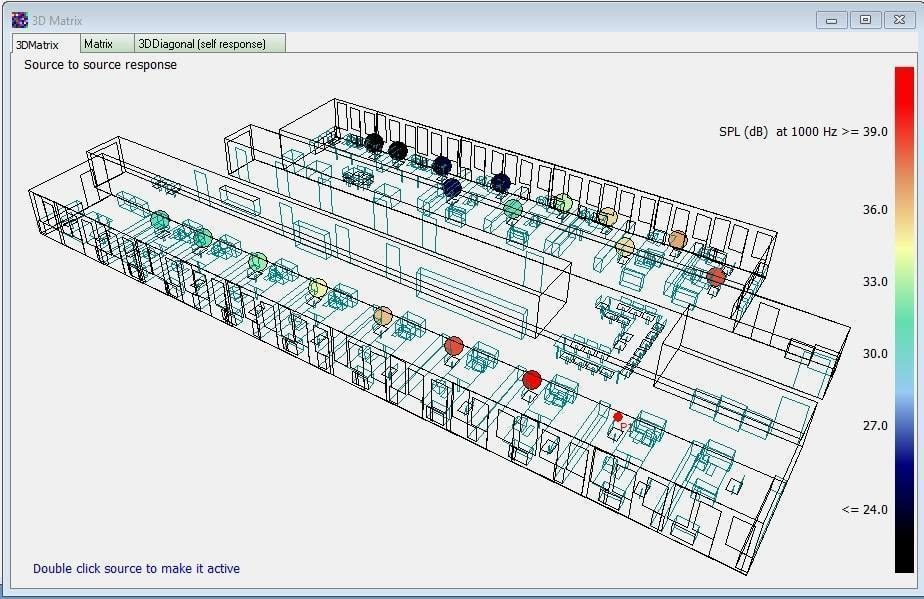 3D Matrix
3DMatrix
Matrix
3DDiagonal (self response)
Source to source response
SPL (dB)  at 1000 Hz >= 39.0
36.0
33.0
30.0
27.0
<= 24.0
Double click source to make it active